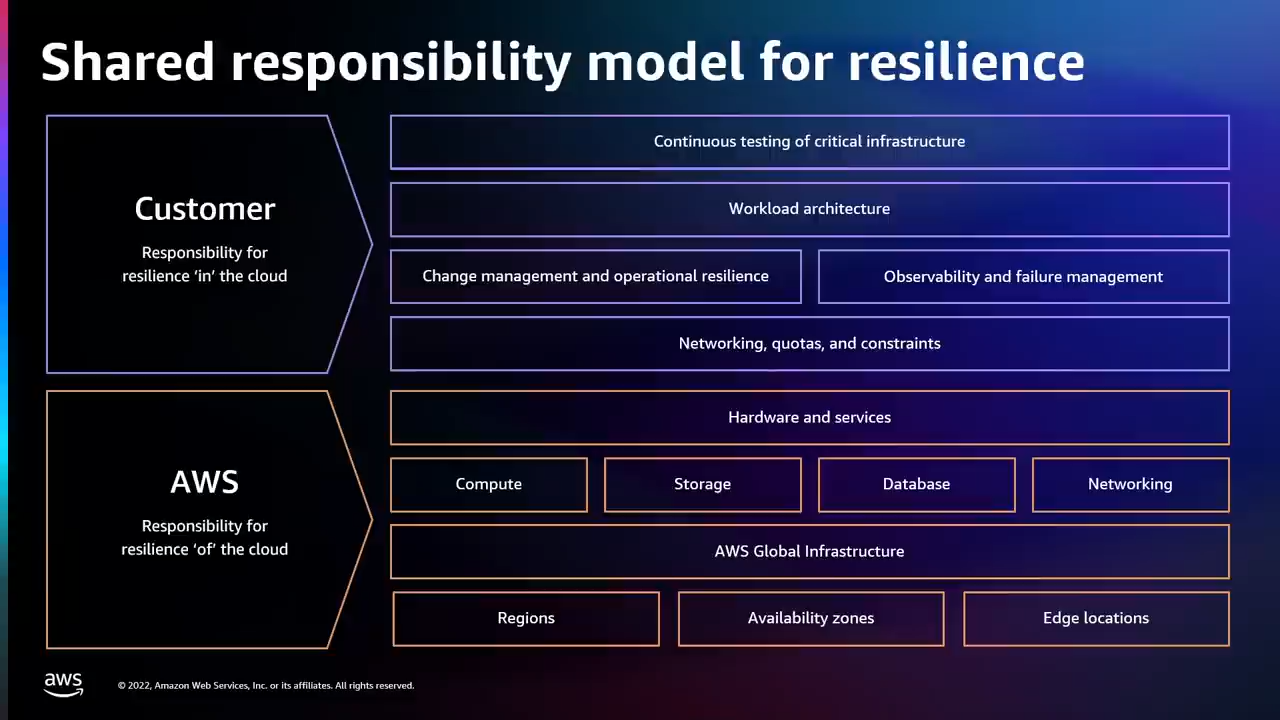 Shared responsibility model for resilience
Customer
Responsibility for
resilience ‘in’ the cloud
Continuous testing of critical infrastructure
Workload architecture
Change management and operational resilience
Observability and failure management
Networking, quotas, and constraints
AWS
Responsibility for
resilience ‘of’ the cloud
Hardware and services
Compute
Storage
Database
Networking
AWS Global Infrastructure
Regions
Availability zones
Edge locations
aws
© 2022, Amazon Web Services, Inc. or its affiliates. All rights reserved.